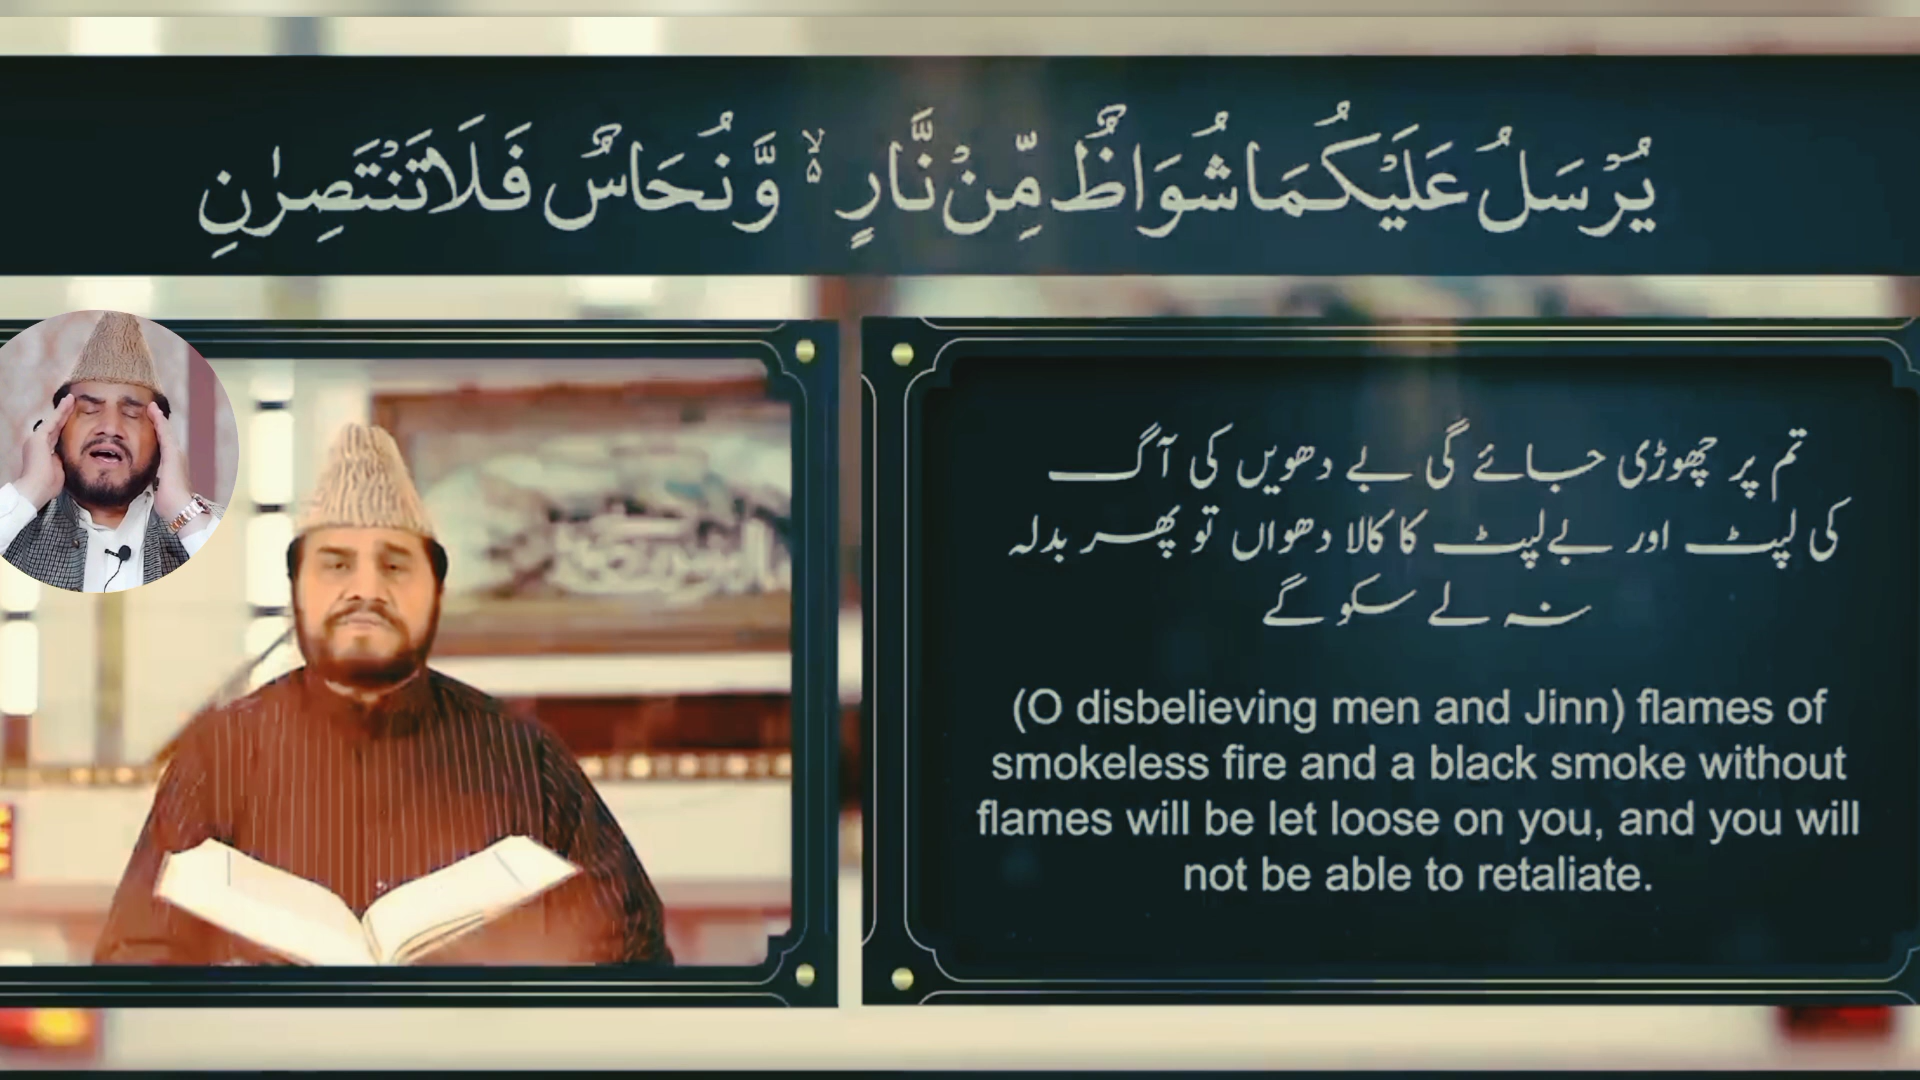 يُرْسَلُ عَلَيْكُمَا شُوَاظٌ مِّنْ نَّارٍ ۙ۬ وَّ نُحَاسٌ فَلَا تَنْتَصِرٰنِ
تم پر چھوڑی جائے گی بے دھویں کی آگ
کی لپٹ اور بے لپٹ کا کالا دھواں تو پھر بدلہ
نہ لے سکو گے
(O disbelieving men and Jinn) flames of
smokeless fire and a black smoke without
flames will be let loose on you, and you will
not be able to retaliate.